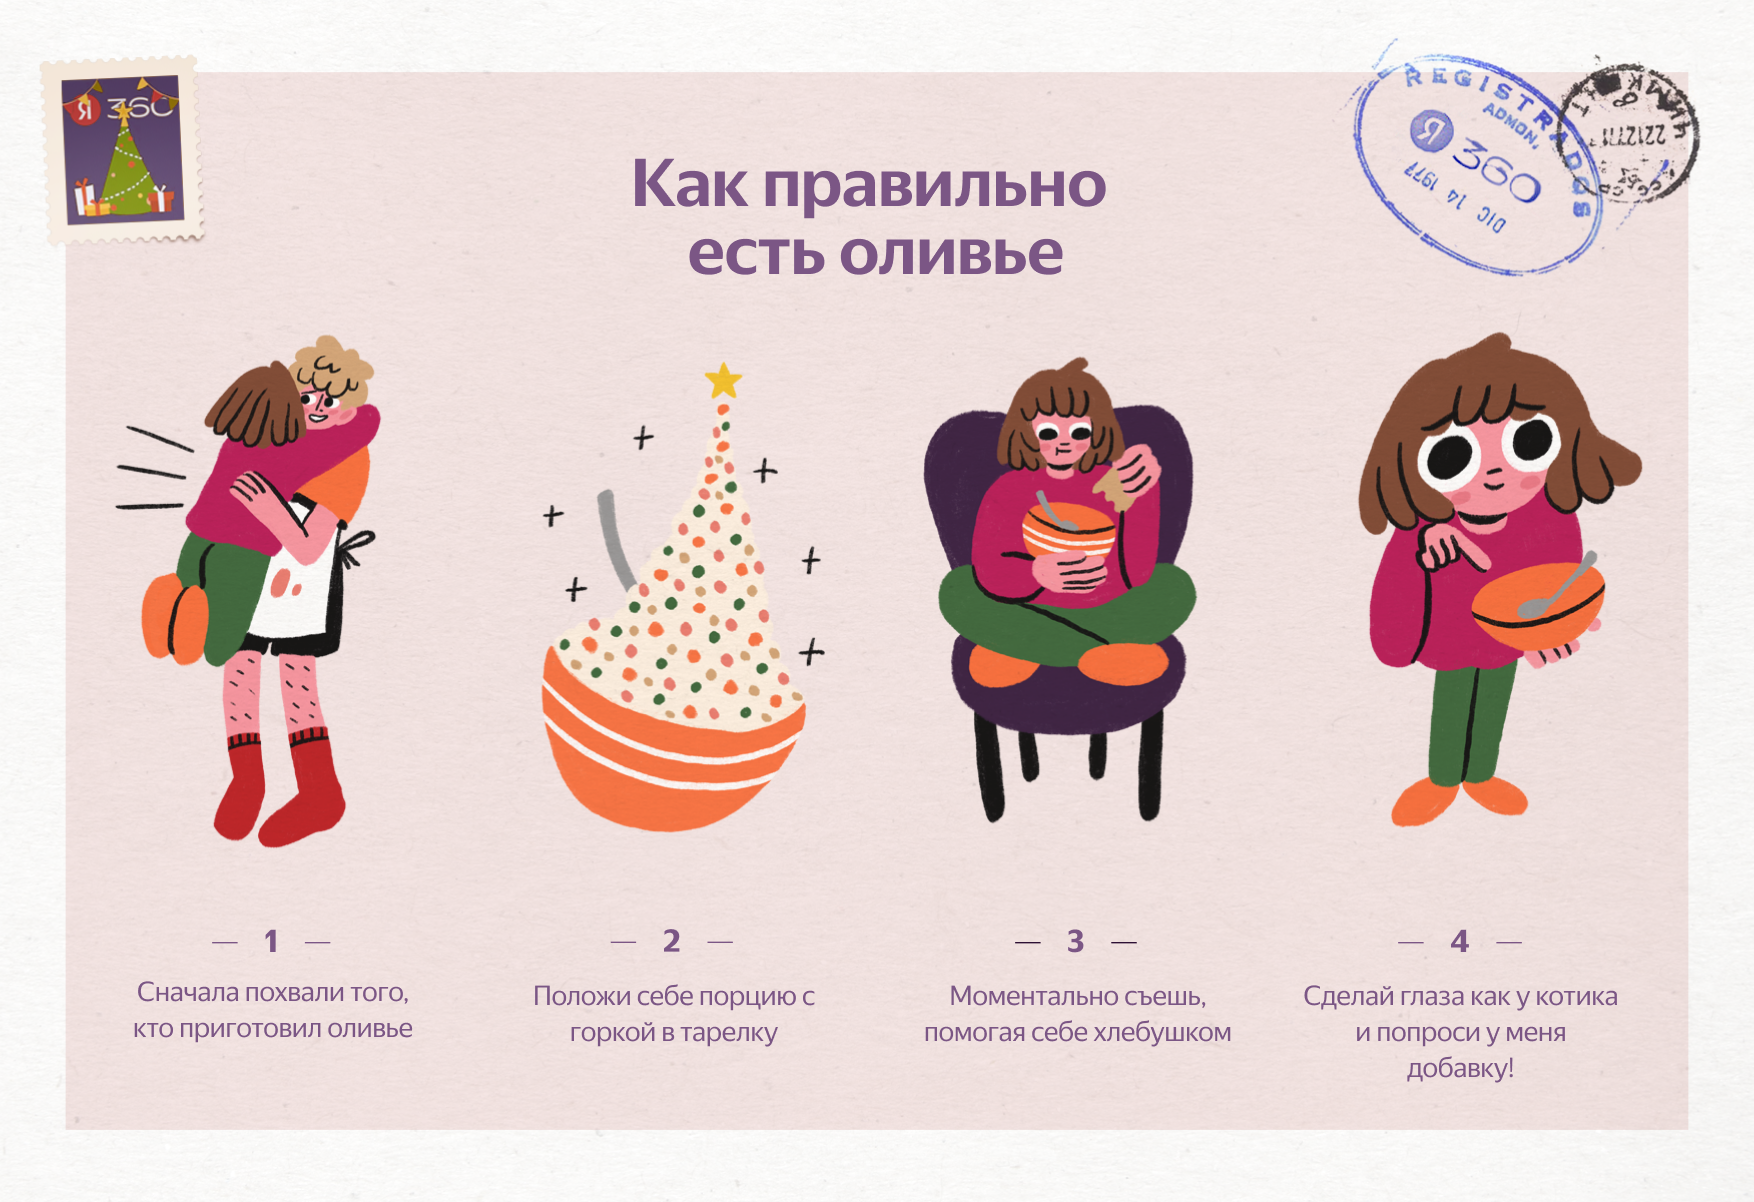 Я 360
REGISTRADOS
ADMON,
Я 360
DIC 14 1977
Как правильно
есть оливье
1
Сначала похвали того,
кто приготовил оливье
2
Положи себе порцию с
горкой в тарелку
3
Моментально съешь,
помогая себе хлебушком
4
Сделай глаза как у котика
и попроси у меня
добавку!